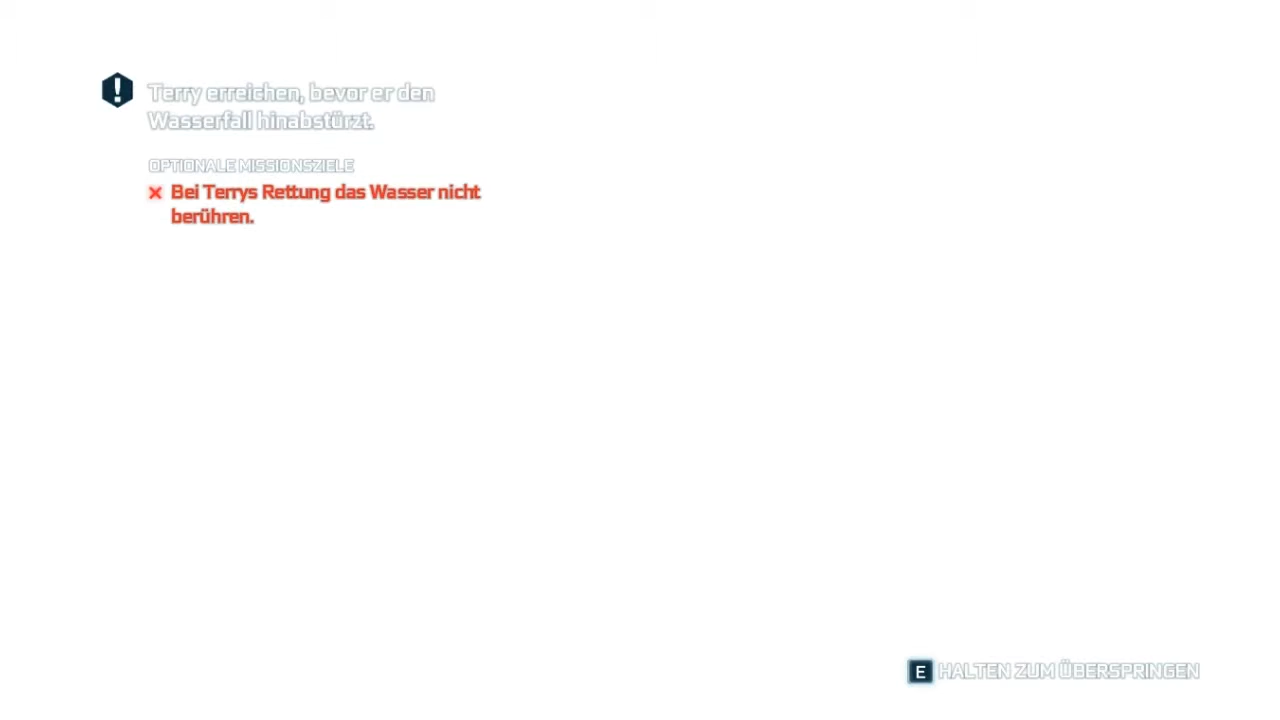 !
Terry erreichen, bevor er den
Wasserfall hinabstürzt.
OPTIONALE MISSIONSZIELE
× Bei Terrys Rettung das Wasser nicht
berühren.
E HALTEN ZUM ÜBERSPRINGEN